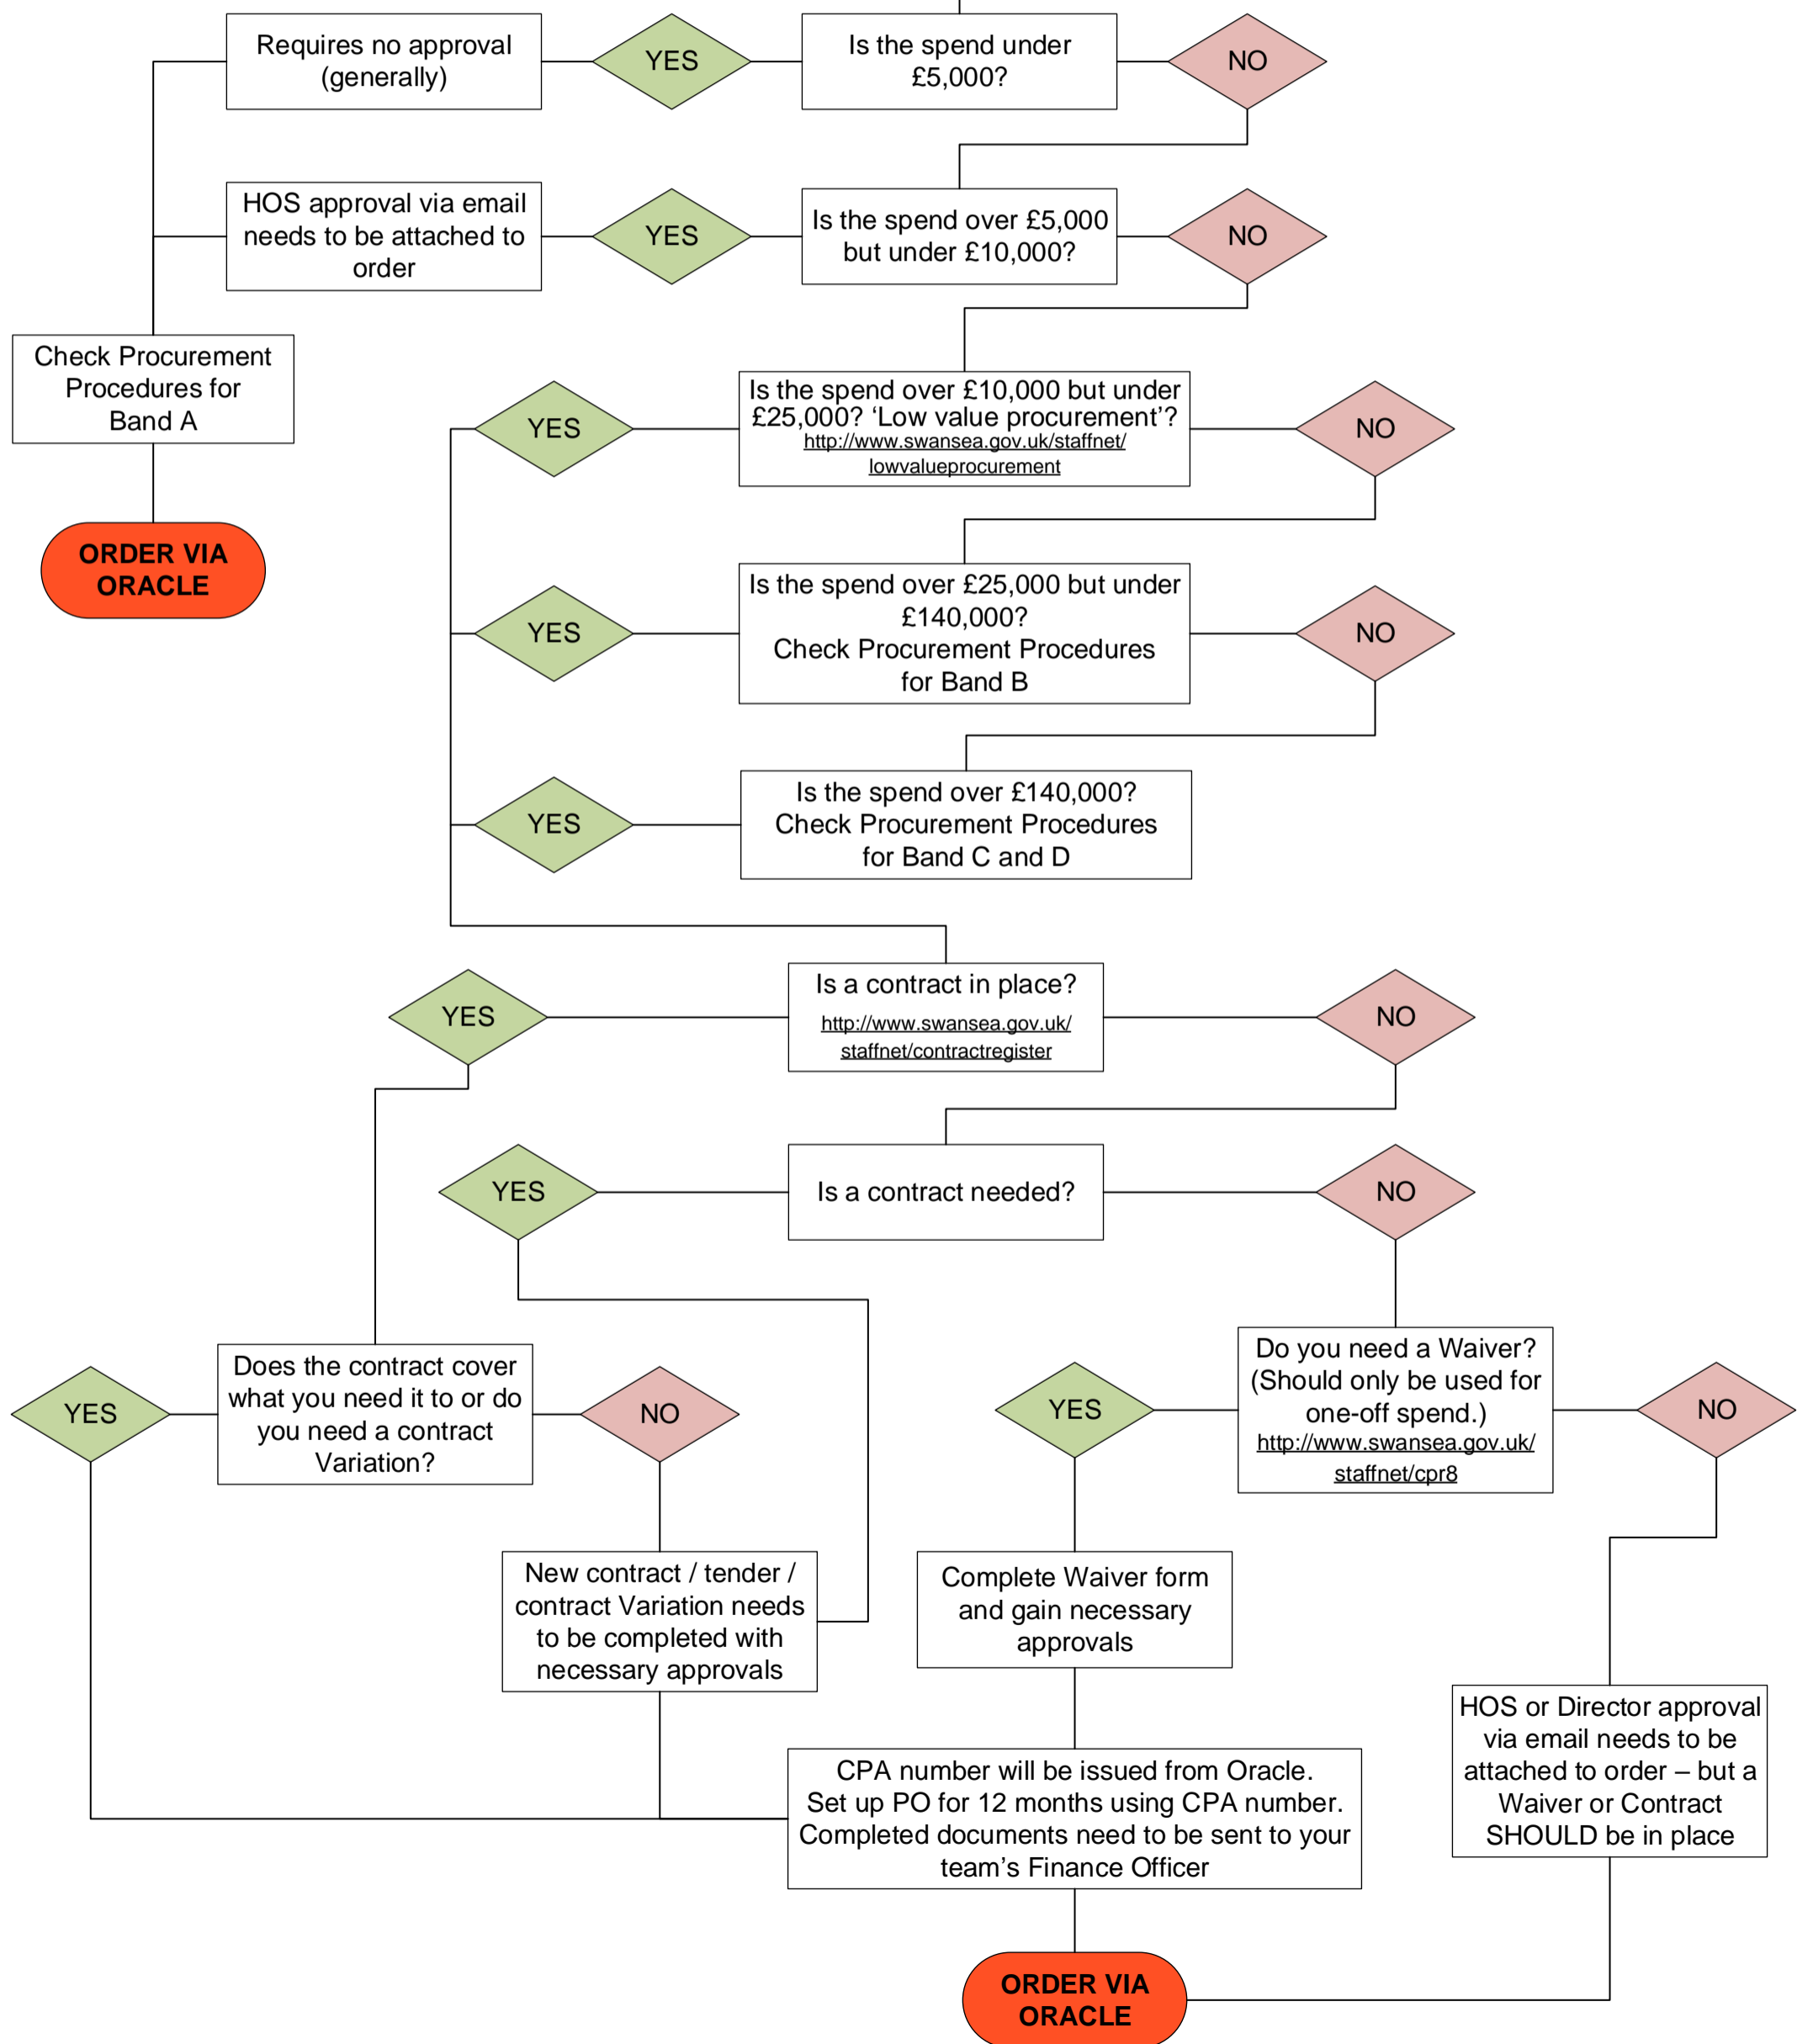 Requires no approval
(generally)
YES
Is the spend under
£5,000?
NO
HOS approval via email
needs to be attached to
order
YES
Is the spend over £5,000
but under £10,000?
NO
Check Procurement
Procedures for
Band A
ORDER VIA
ORACLE
YES
Is the spend over £10,000 but under
£25,000? ‘Low value procurement’?
http://www.swansea.gov.uk/staffnet/
lowvalueprocurement
NO
YES
Is the spend over £25,000 but under
£140,000?
Check Procurement Procedures
for Band B
NO
YES
Is the spend over £140,000?
Check Procurement Procedures
for Band C and D
YES
Is a contract in place?
http://www.swansea.gov.uk/
staffnet/contractregister
NO
YES
Is a contract needed?
NO
YES
Does the contract cover
what you need it to or do
you need a contract
Variation?
NO
YES
Do you need a Waiver?
(Should only be used for
one-off spend.)
http://www.swansea.gov.uk/
staffnet/cpr8
NO
New contract / tender /
contract Variation needs
to be completed with
necessary approvals
Complete Waiver form
and gain necessary
approvals
HOS or Director approval
via email needs to be
attached to order – but a
Waiver or Contract
SHOULD be in place
CPA number will be issued from Oracle.
Set up PO for 12 months using CPA number.
Completed documents need to be sent to your
team’s Finance Officer
ORDER VIA
ORACLE